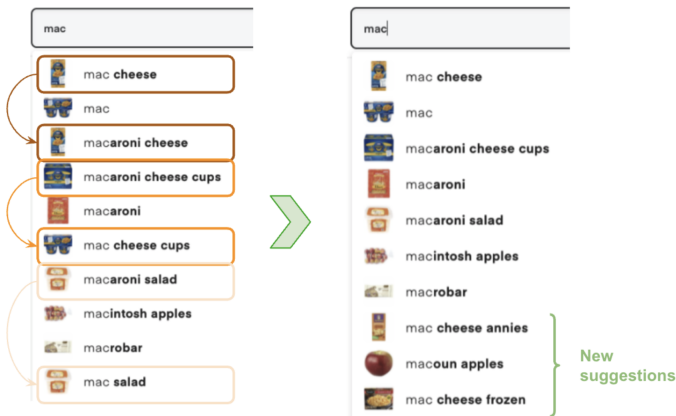 mac
mac cheese
mac
macaroni cheese
macaroni cheese cups
macaroni
mac cheese cups
macaroni salad
macintosh apples
macrobar
mac salad
mac
mac cheese
mac
macaroni cheese cups
macaroni
macaroni salad
macintosh apples
macrobar
mac cheese annies
macoun apples
mac cheese frozen
New
suggestions